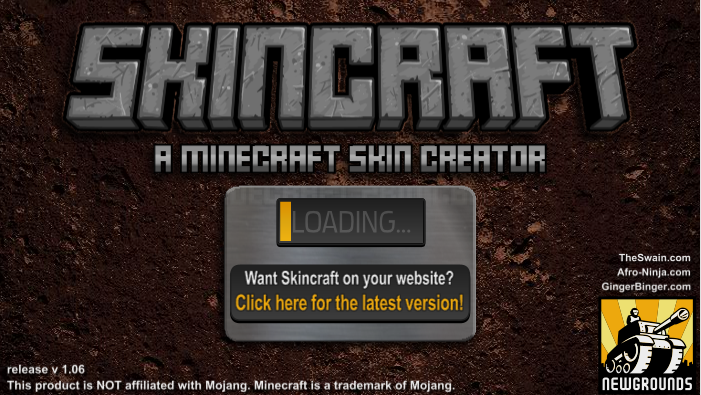 SKINCRAFT
A MINECRAFT SKIN CREATOR
LOADING...
Want Skincraft on your website?
Click here for the latest version!
TheSwain.com
Afro-Ninja.com
GingerBinger.com
NEWGROUNDS
release v 1.06
This product is NOT affiliated with Mojang. Minecraft is a trademark of Mojang.